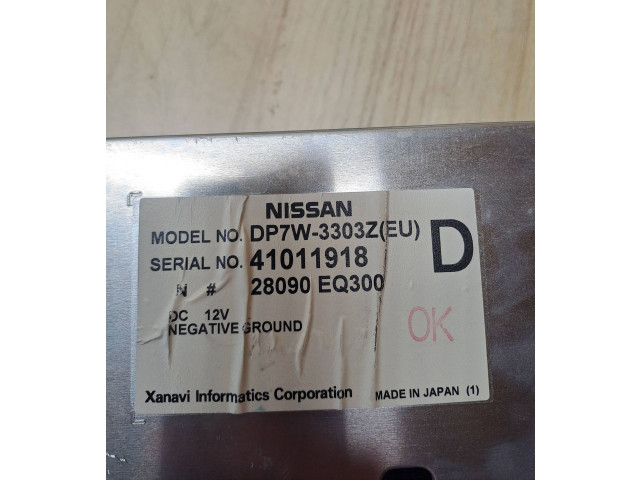 NISSAN
MODEL NO. DP7W-3303Z(EU)
SERIAL NO. 41011918
D
N # 28090 EQ300
DC 12V
NEGATIVE GROUND
OK
Xanavi Informatics Corporation MADE IN JAPAN (1)